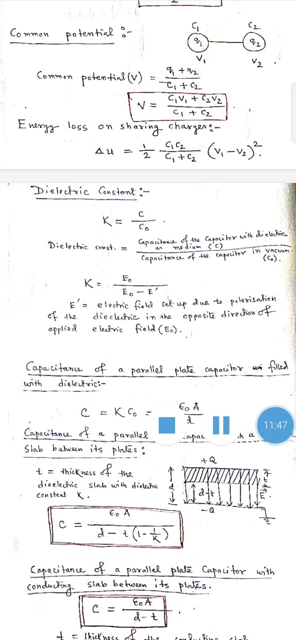 Common potential :-
C₁ C₂
q₁ q₂
V₁ V₂
Common potential (V) = q₁ + q₂ / C₁ + C₂
V = C₁V₁ + C₂V₂ / C₁ + C₂
Energy loss on sharing charges :-
Δu = 1/2 C₁C₂ / C₁ + C₂ (V₁ - V₂)².
Dielectric Constant :-
K = C / C₀
Dielectric const. = Capacitance of the Capacitor with dielectric as medium (C) / Capacitance of the capacitor in vacuum (C₀).
K = E₀ / E₀ - E'
E' = electric field set up due to polarisation
of the dielectric in the opposite direction of
applied electric field (E₀).
Capacitance of a parallel plate capacitor filled
with dielectric :-
C = K C₀ = ε₀ A
11:47
Capacitance of a parallel a
slab between its plates :
+Q
t = thickness of the
dielectric slab with dielectric
constant K.
d t d-t
-Q
C = ε₀ A / d - t (1 - 1/K)
Capacitance of a parallel plate Capacitor with
conducting slab between its plates.
C = ε₀ A / d - t
t = thickness of the conducting slab